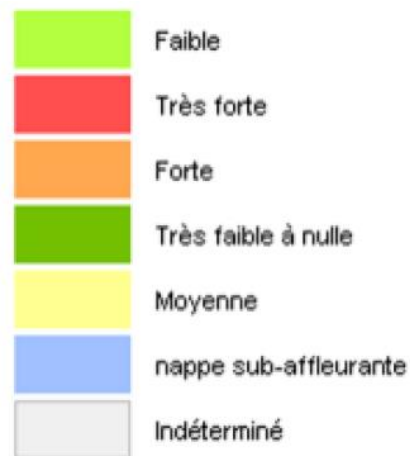 Faible
Très forte
Forte
Très faible à nulle
Moyenne
nappe sub-affleurante
Indéterminé